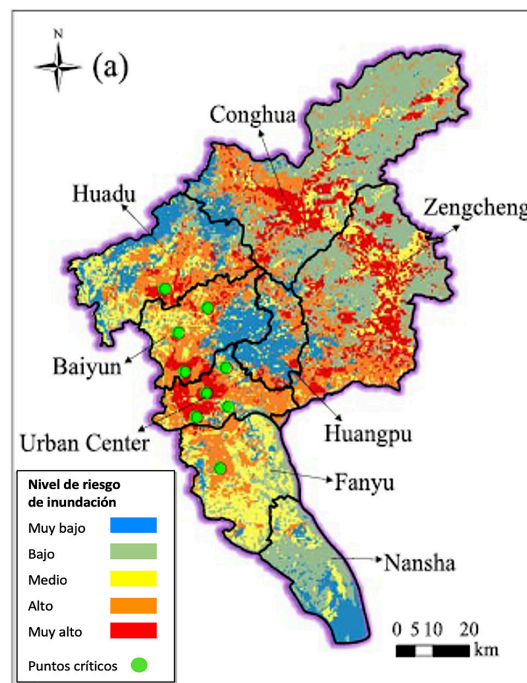 N
(a)
Conghua
Huadu
Zengcheng
Baiyun
Huangpu
Urban Center
Fanyu
Nansha
Nivel de riesgo
de inundación
Muy bajo
Bajo
Medio
Alto
Muy alto
Puntos críticos
0 5 10 20
km